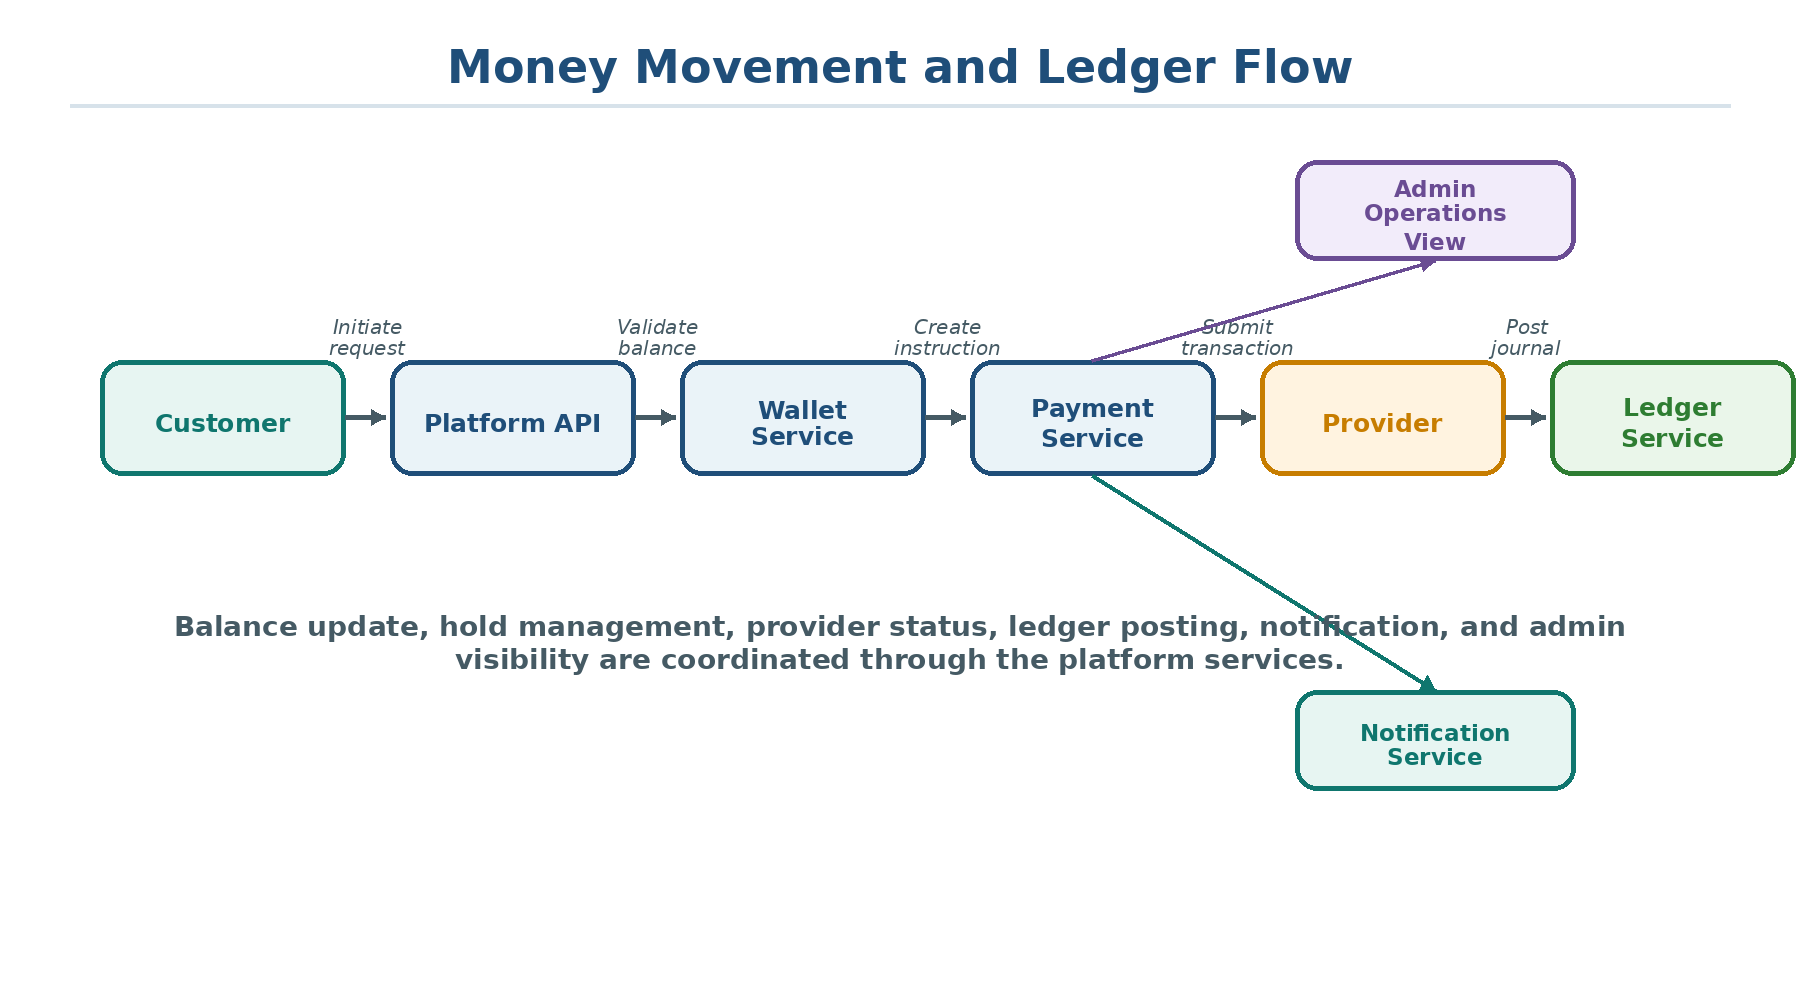 Money Movement and Ledger Flow
Admin
Operations
View
Initiate
request
Validate
balance
Create
instruction
Submit
transaction
Post
journal
Customer
Platform API
Wallet
Service
Payment
Service
Provider
Ledger
Service
Balance update, hold management, provider status, ledger posting, notification, and admin
visibility are coordinated through the platform services.
Notification
Service